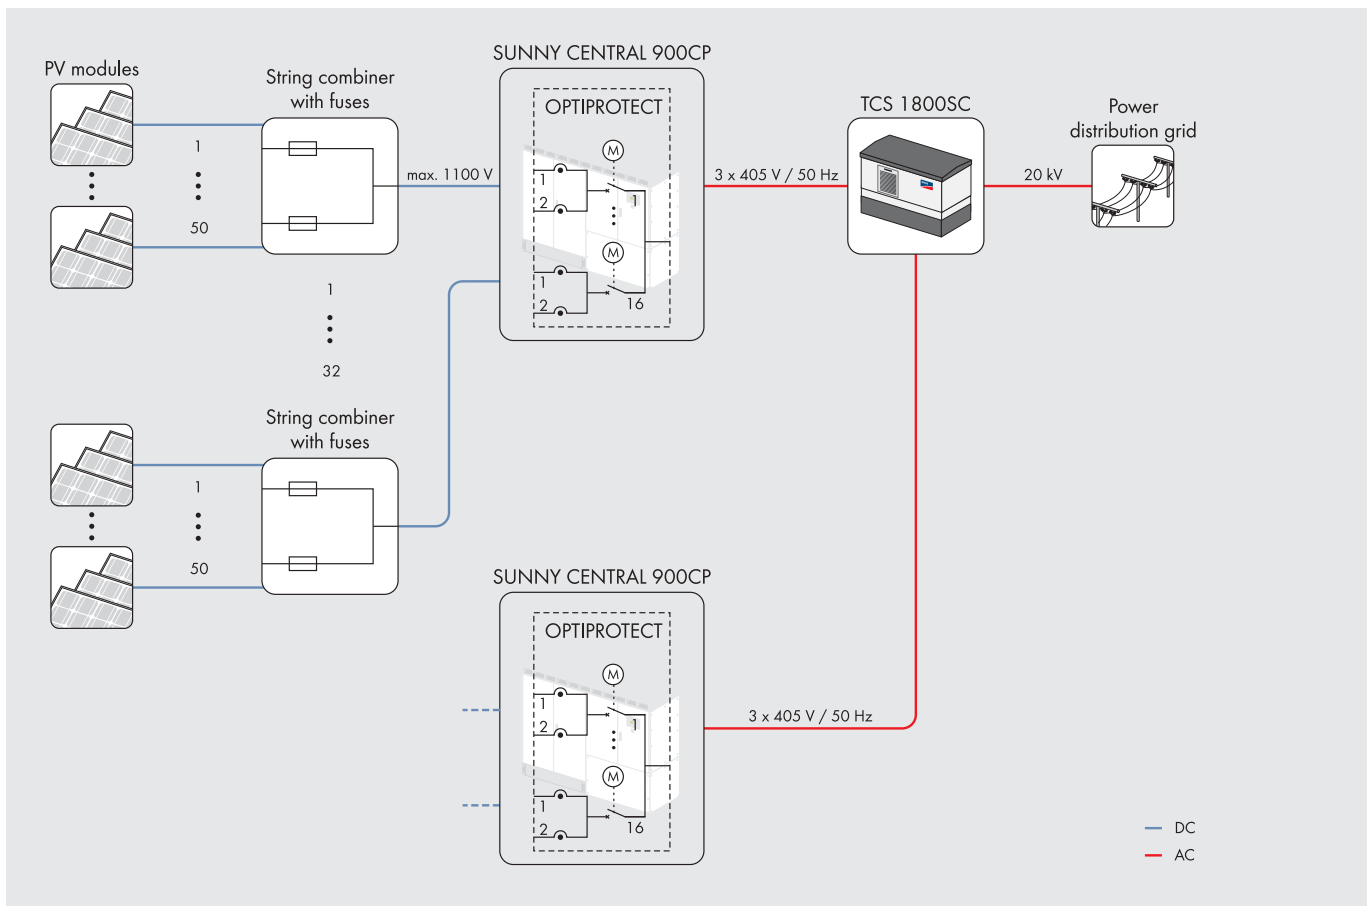 SUNNY CENTRAL 900CP
PV modules
String combiner
with fuses
OPTIPROTECT
TCS 1800SC
Power
distribution grid
1
50
max. 1100 V
M
1
2
1
M
1
2
16
3 x 405 V / 50 Hz
20 kV
1
32
String combiner
with fuses
1
50
SUNNY CENTRAL 900CP
OPTIPROTECT
M
1
2
1
M
1
2
16
3 x 405 V / 50 Hz
DC
AC